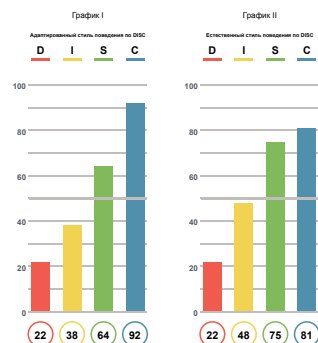 График I
Адаптированный стиль поведения по DISC
D I S C
100
80
60
40
20
0
22 38 64 92
График II
Естественный стиль поведения по DISC
D I S C
100
80
60
40
20
0
22 48 75 81